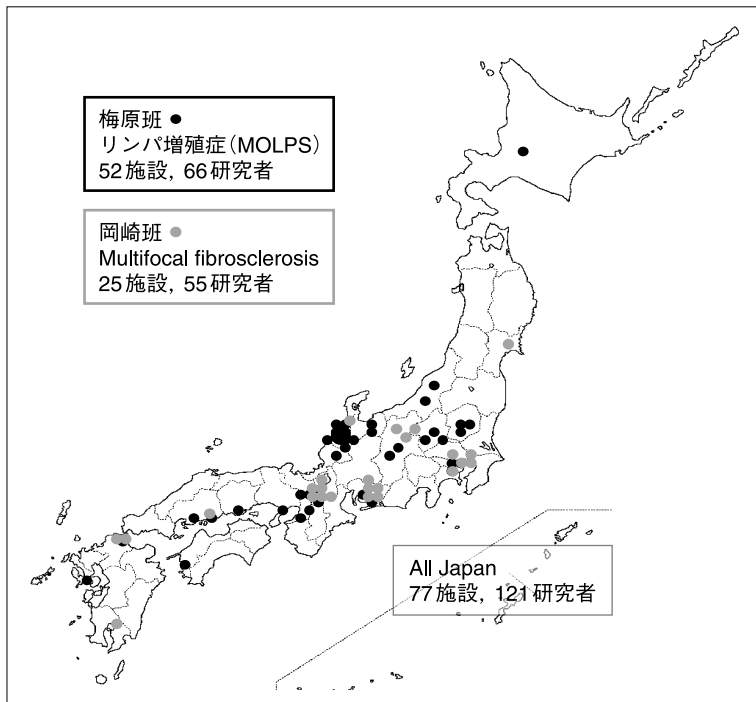 梅原班 ●
リンパ増殖症(MOLPS)
52施設, 66研究者
岡崎班 ●
Multifocal fibrosclerosis
25施設, 55研究者
All Japan
77施設, 121研究者